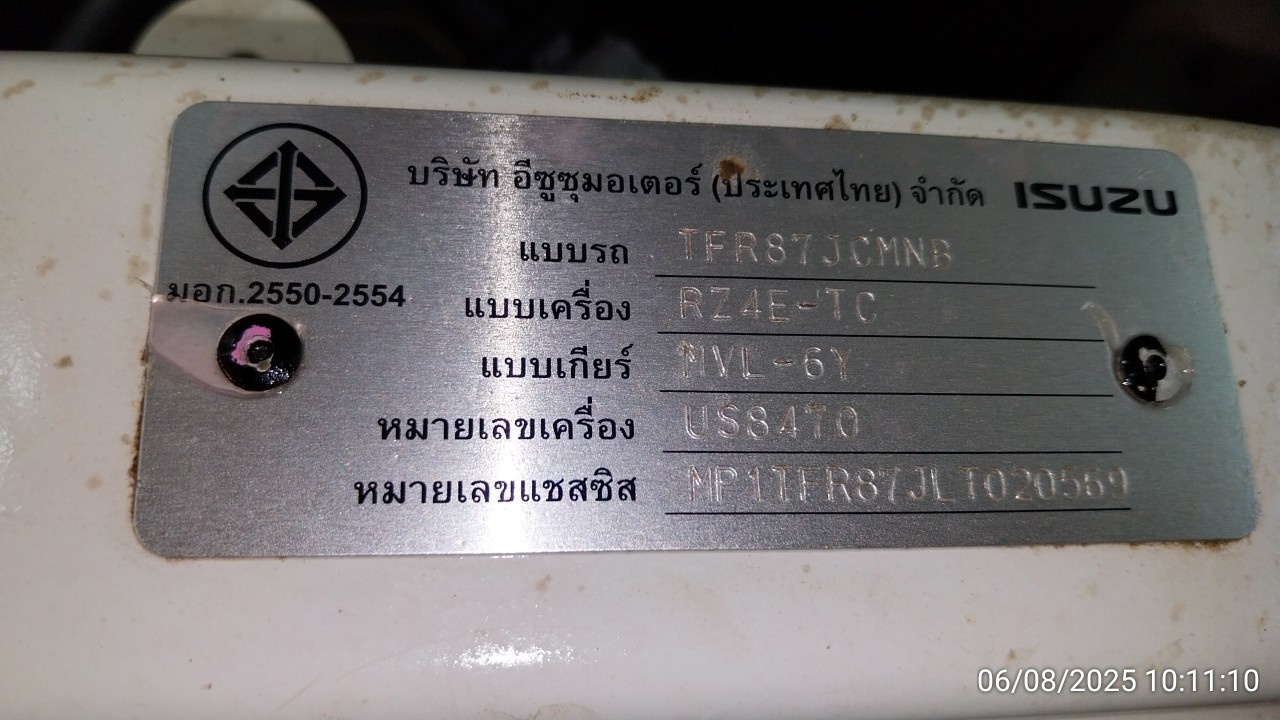 บริษัท อีซูซุมอเตอร์ (ประเทศไทย) จำกัด ISUZU
แบบรถ TFR87JCMNB
มอก.2550-2554
แบบเครื่อง RZ4E-TC
แบบเกียร์ MVL-6Y
หมายเลขเครื่อง US8470
หมายเลขแชสซิส MP1TFR87JLT020569
06/08/2025 10:11:10